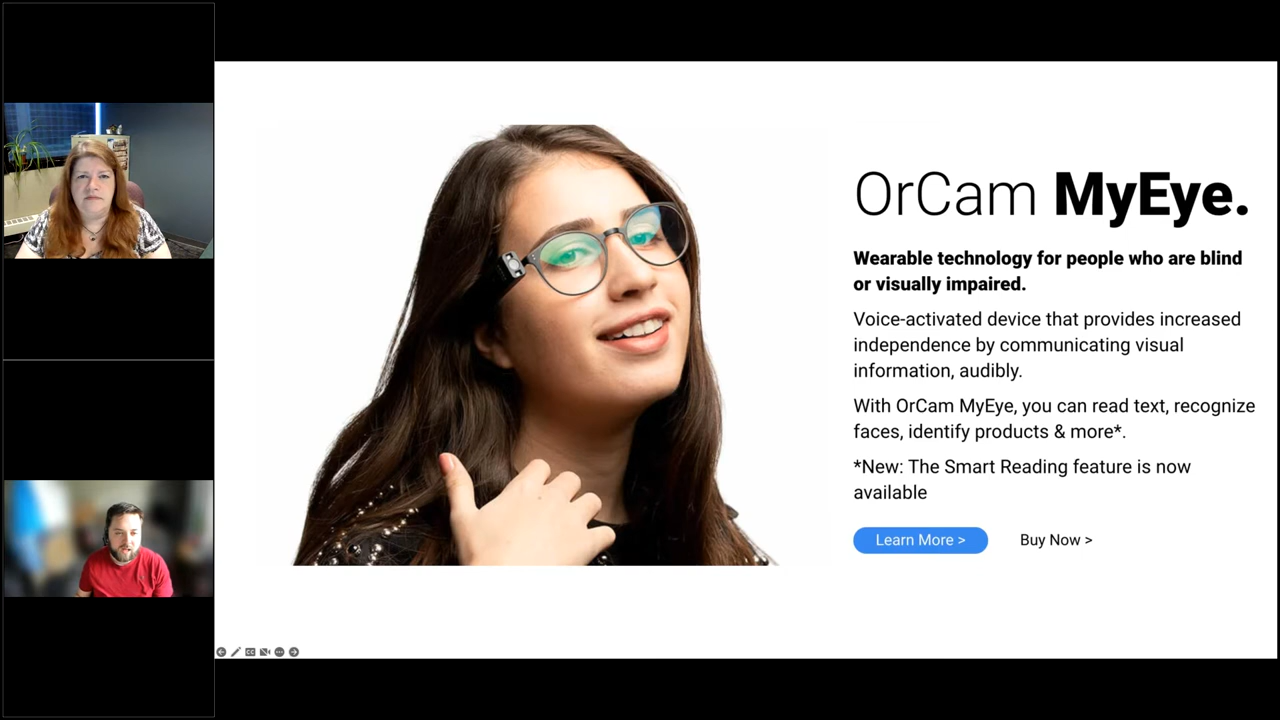 OrCam MyEye.
Wearable technology for people who are blind
or visually impaired.
Voice-activated device that provides increased
independence by communicating visual
information, audibly.
With OrCam MyEye, you can read text, recognize
faces, identify products & more*.
*New: The Smart Reading feature is now
available
Learn More > Buy Now >